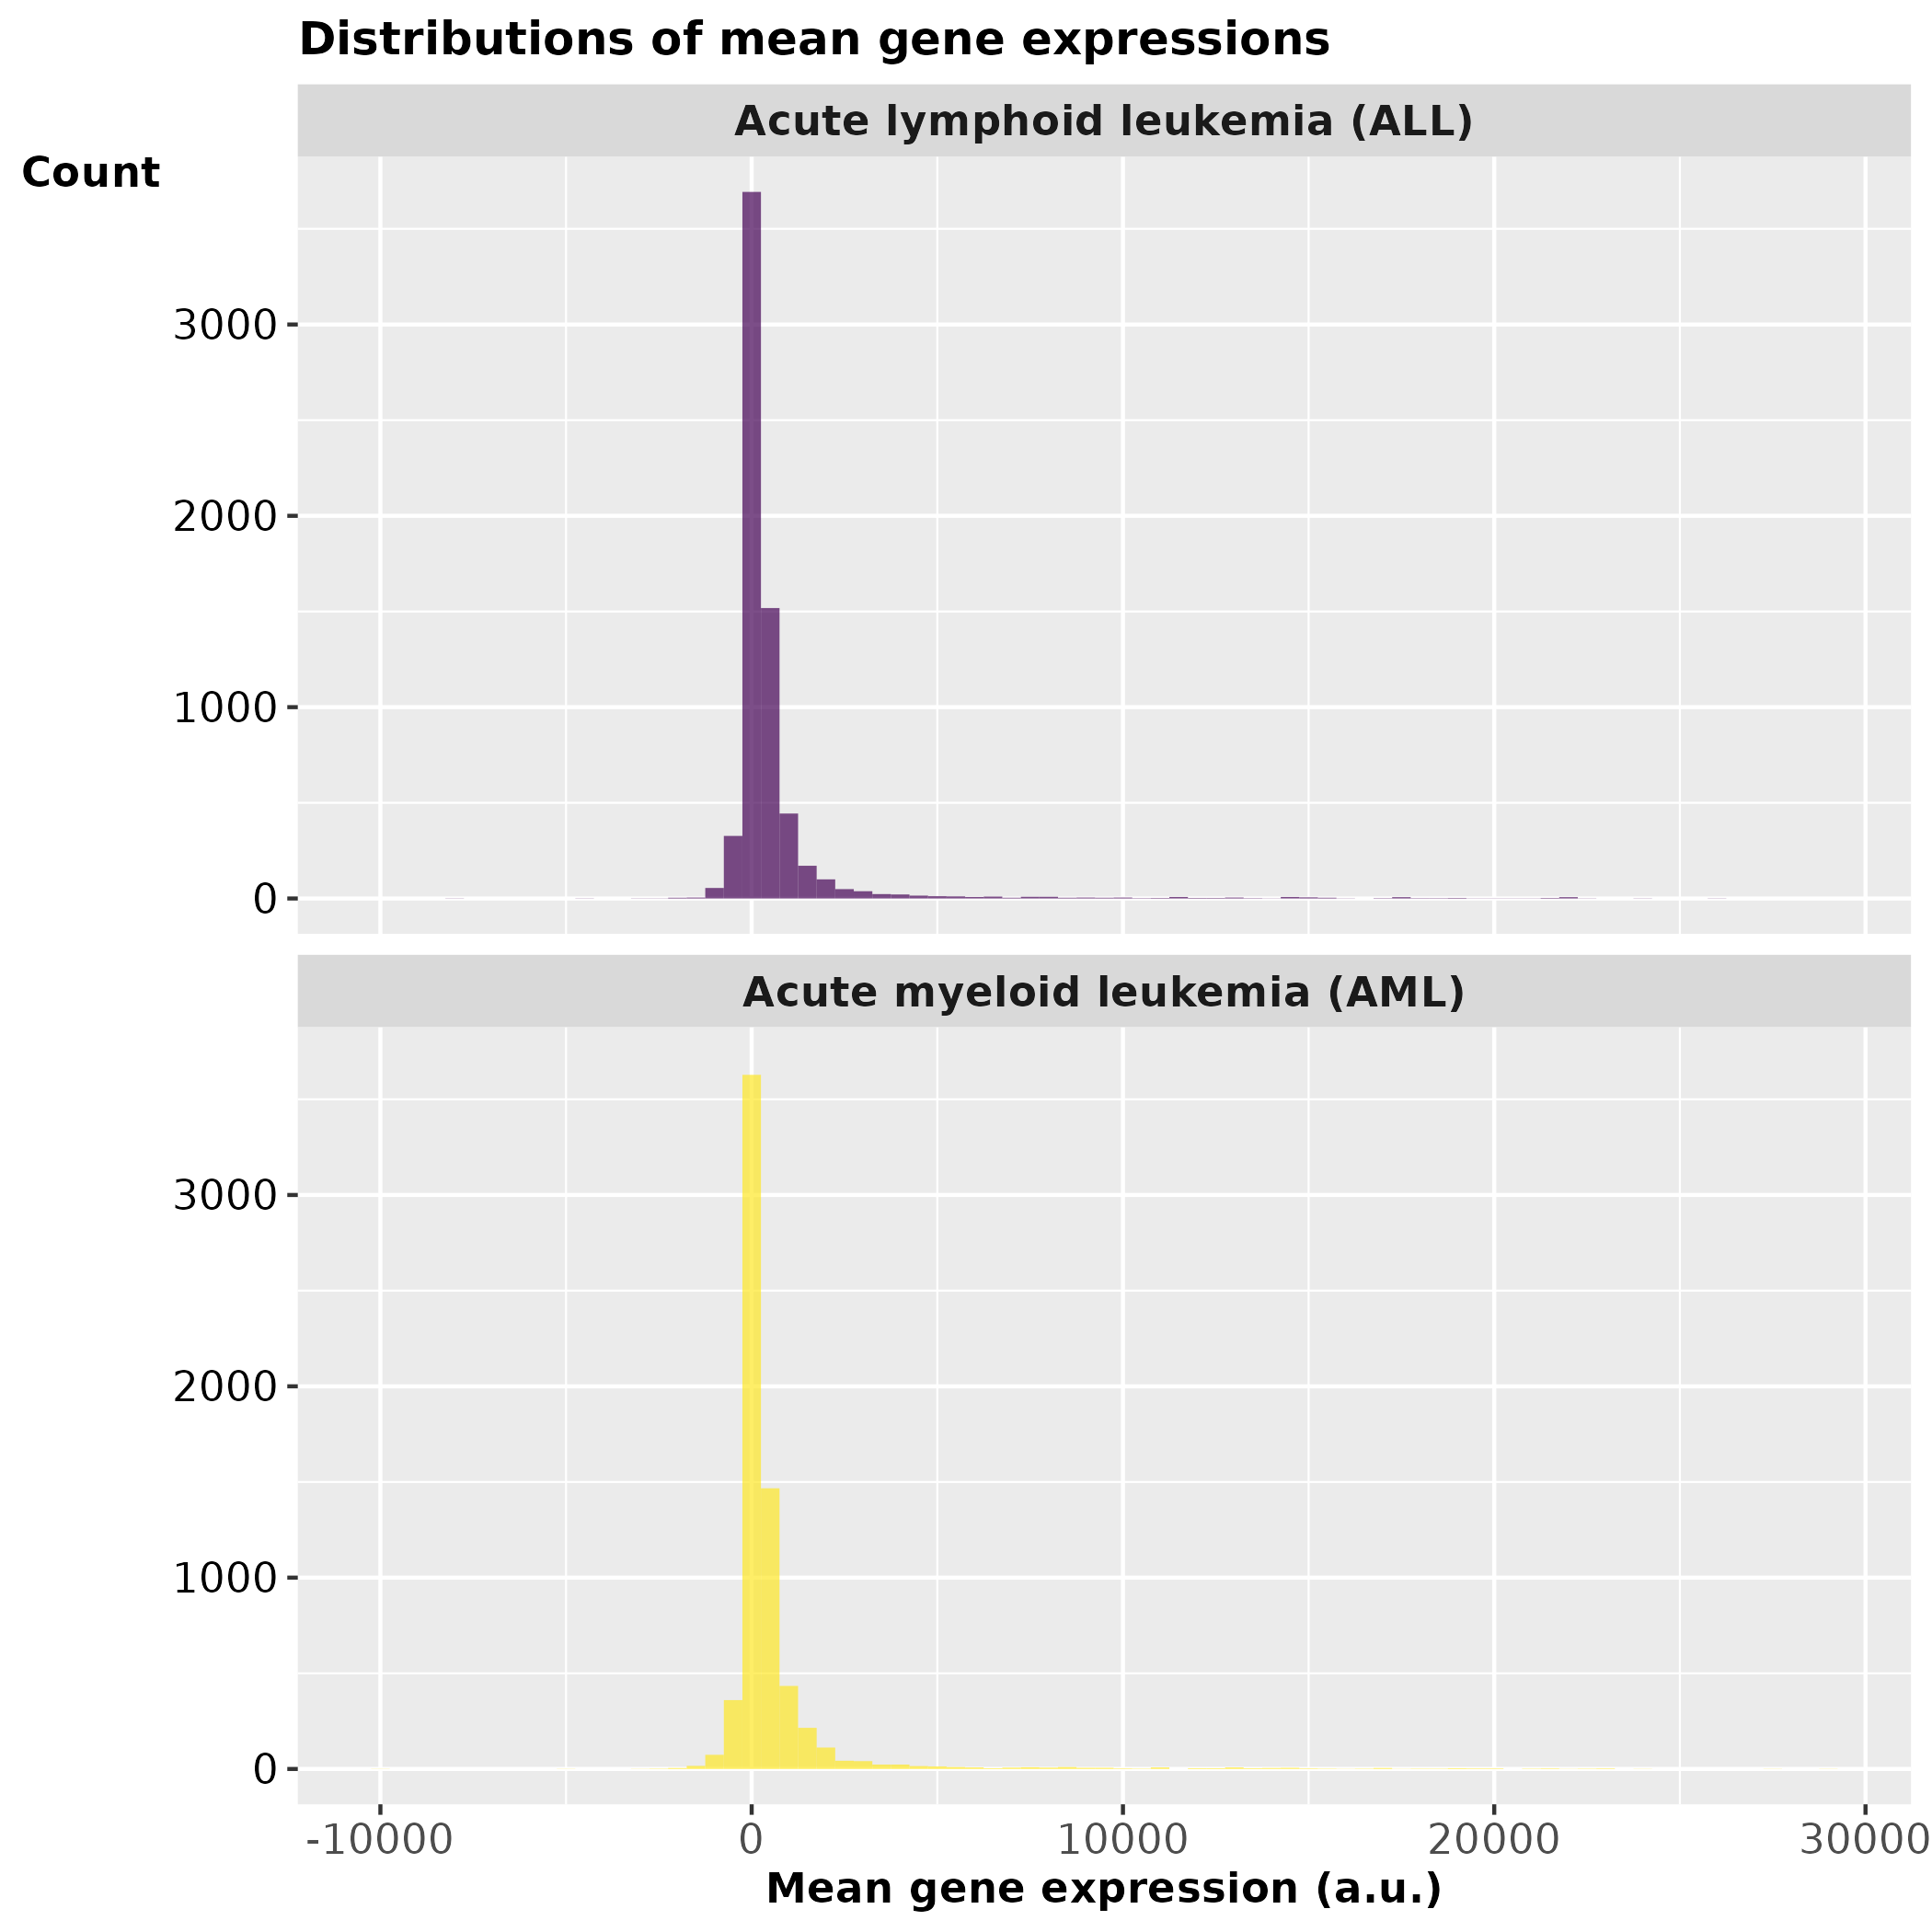 Distributions of mean gene expressions
Acute lymphoid leukemia (ALL)
Count
3000
2000
1000
0
Acute myeloid leukemia (AML)
3000
2000
1000
0
-10000 0 10000 20000 30000
Mean gene expression (a.u.)